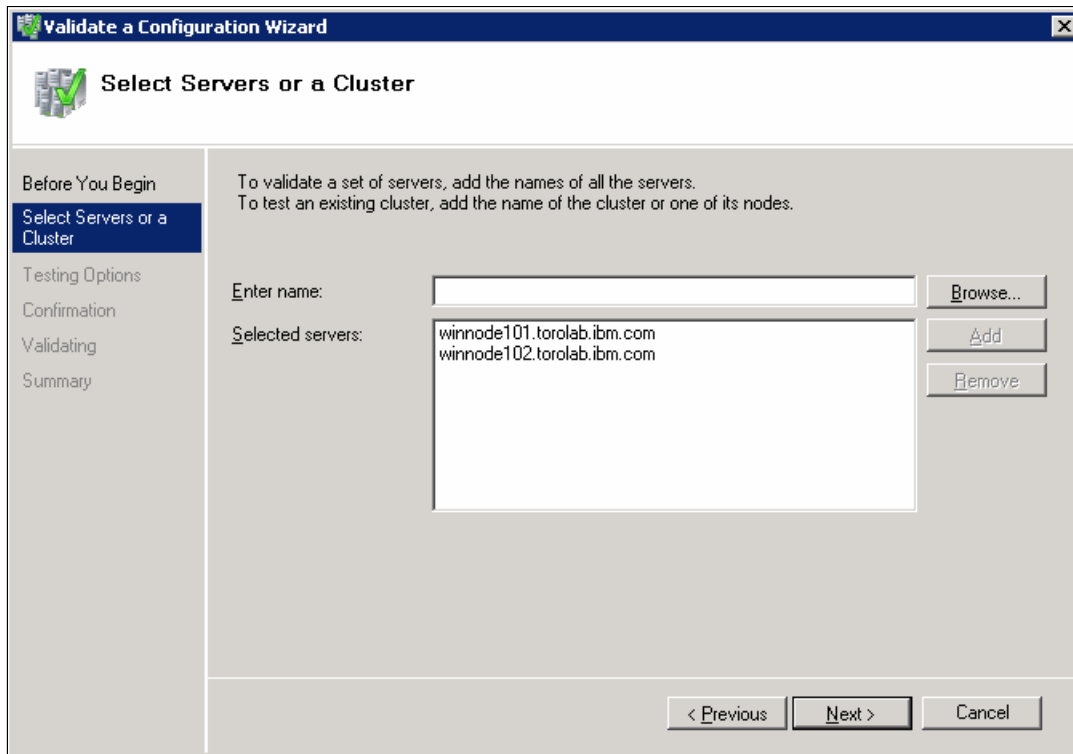 Validate a Configuration Wizard
Select Servers or a Cluster
Before You Begin
Select Servers or a
Cluster
Testing Options
Confirmation
Validating
Summary
To validate a set of servers, add the names of all the servers.
To test an existing cluster, add the name of the cluster or one of its nodes.
Enter name:
Browse...
Selected servers:
winnode101.torolab.ibm.com
winnode102.torolab.ibm.com
Add
Remove
< Previous
Next >
Cancel